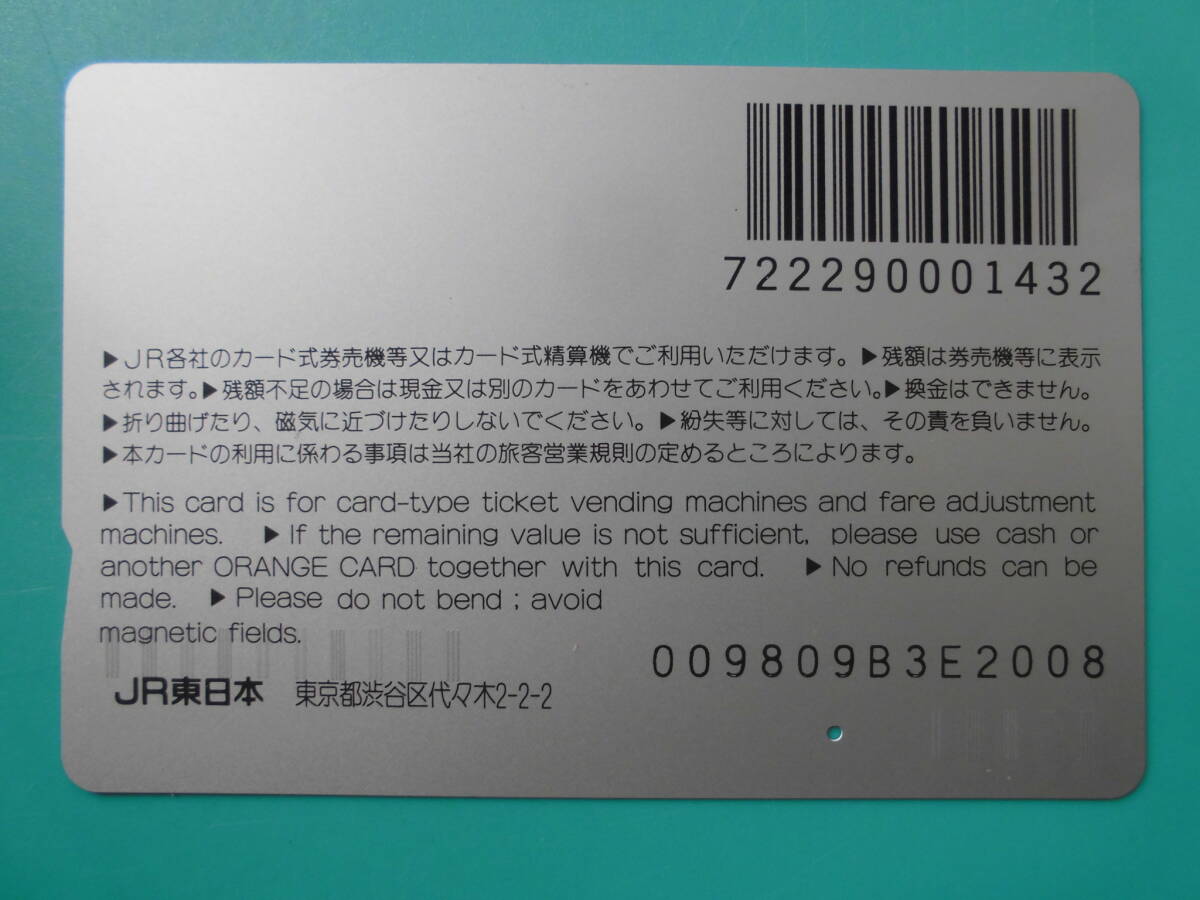 722290001432
▶JR各社のカード式券売機等又はカード式精算機でご利用いただけます。▶残額は券売機等に表示
されます。▶残額不足の場合は現金又は別のカードをあわせてご利用ください。▶換金はできません。
▶折り曲げたり、磁気に近づけたりしないでください。▶紛失等に対しては、その責を負いません。
▶本カードの利用に係わる事項は当社の旅客営業規則の定めるところによります。
▶This card is for card-type ticket vending machines and fare adjustment
machines. ▶If the remaining value is not sufficient, please use cash or
another ORANGE CARD together with this card. ▶No refunds can be
made. ▶Please do not bend ; avoid
magnetic fields.
009809B3E2008
JR東日本 東京都渋谷区代々木2-2-2